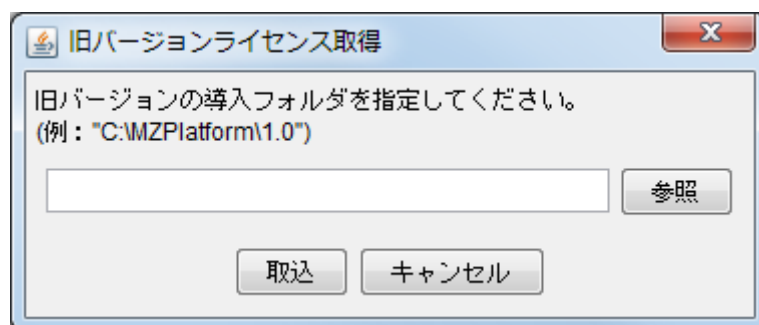 旧バージョンライセンス取得
旧バージョンの導入フォルダを指定してください。
(例："C:\MZPlatform\1.0")
参照
取込
キャンセル